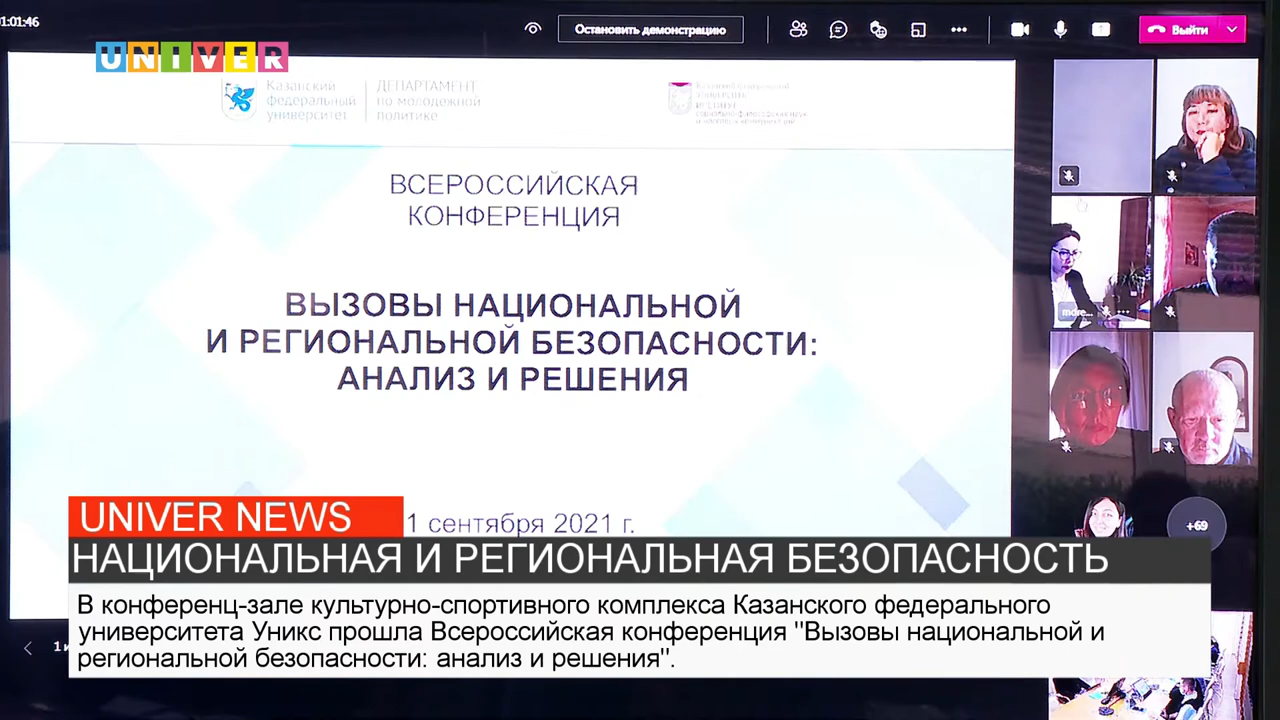 01:01:46
Остановить демонстрацию
Выйти
UNIVER
Казанский
федеральный
университет
ДЕПАРТАМЕНТ
по молодежной
политике
ИНСТИТУТ
ВСЕРОССИЙСКАЯ
КОНФЕРЕНЦИЯ
ВЫЗОВЫ НАЦИОНАЛЬНОЙ
И РЕГИОНАЛЬНОЙ БЕЗОПАСНОСТИ:
АНАЛИЗ И РЕШЕНИЯ
1 сентября 2021 г.
+69
UNIVER NEWS
НАЦИОНАЛЬНАЯ И РЕГИОНАЛЬНАЯ БЕЗОПАСНОСТЬ
В конференц-зале культурно-спортивного комплекса Казанского федерального
университета Уникс прошла Всероссийская конференция "Вызовы национальной и
региональной безопасности: анализ и решения".